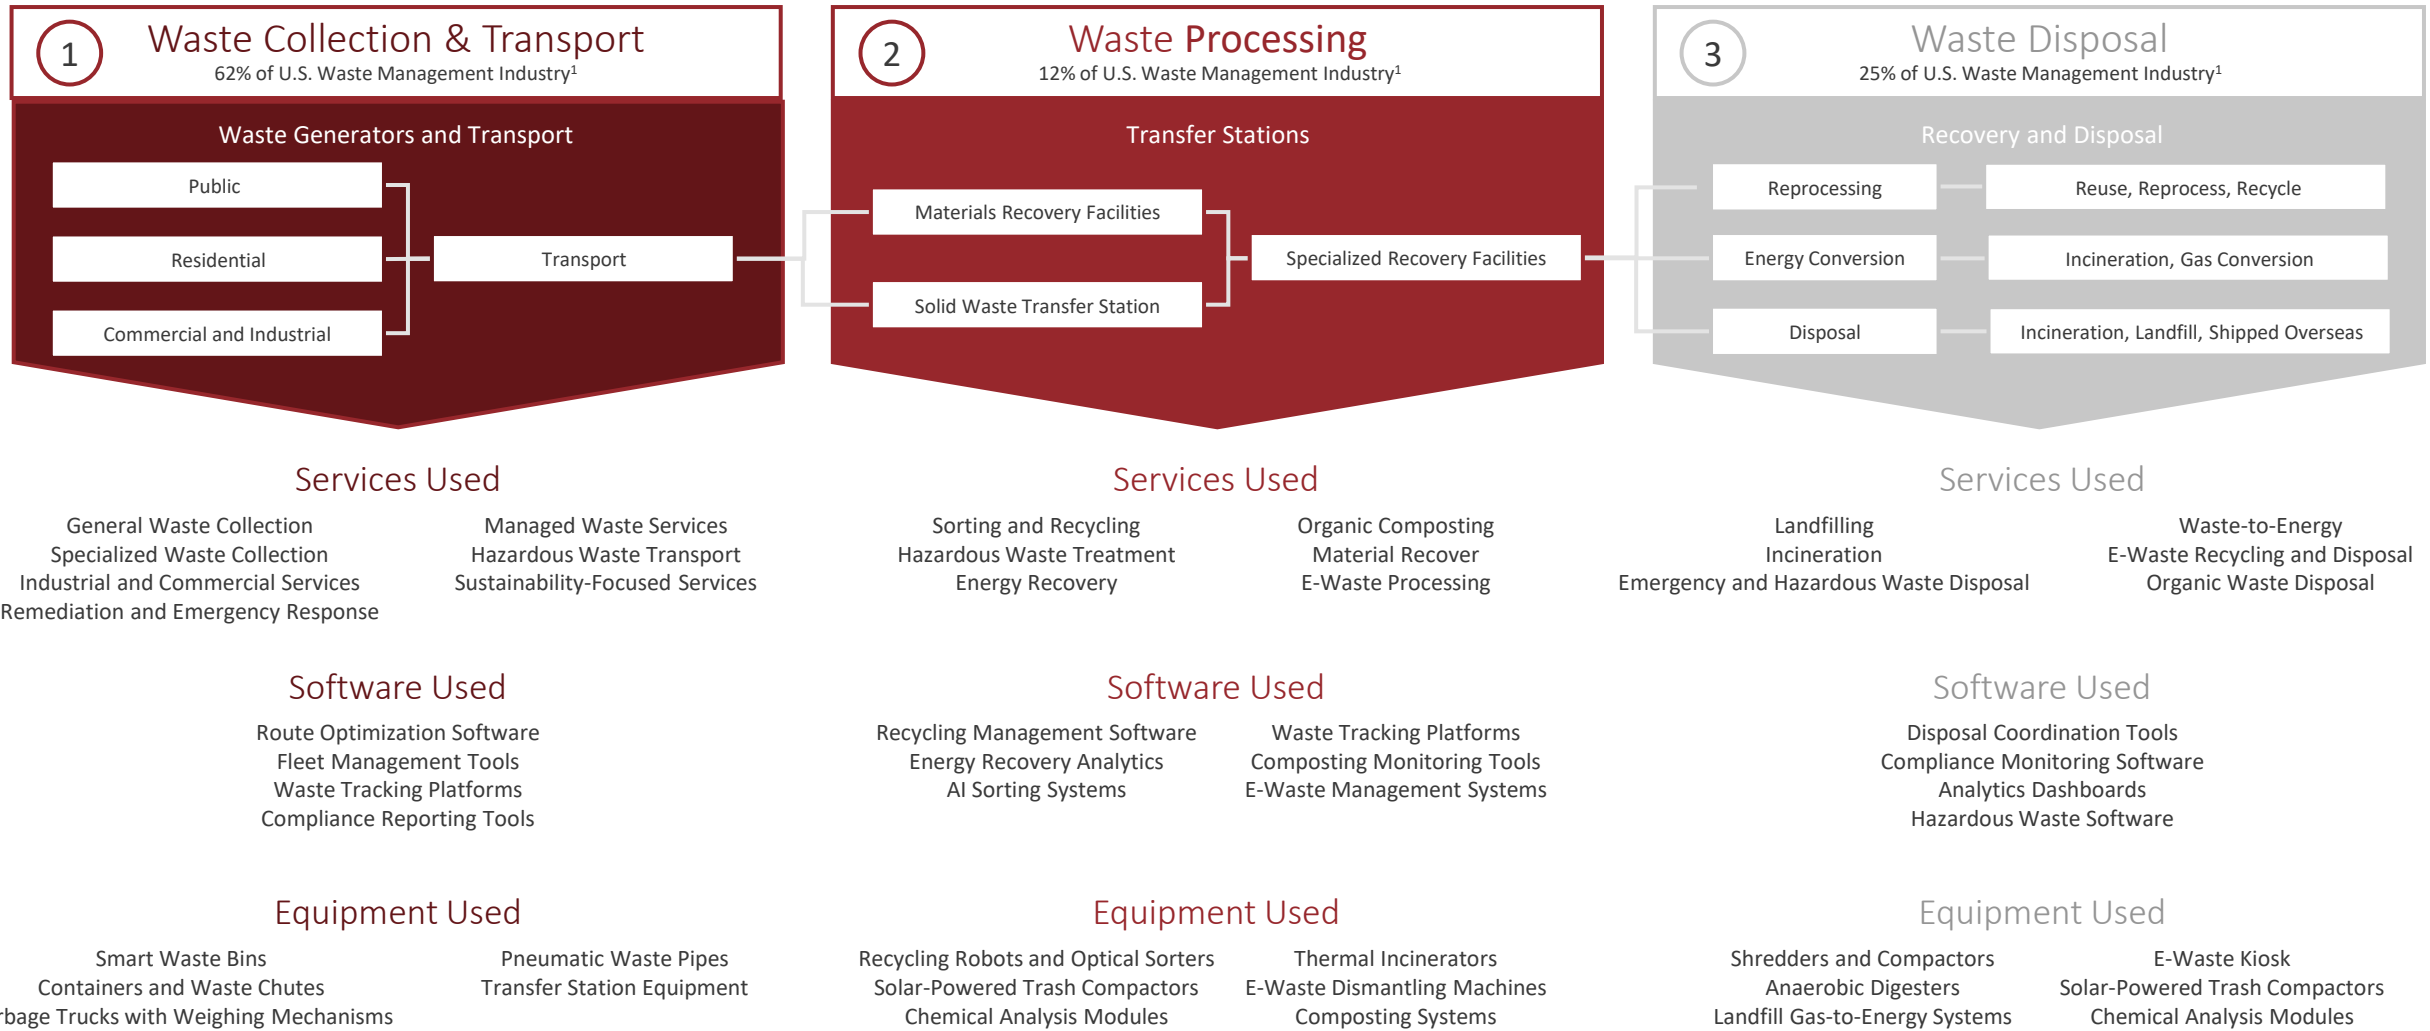 1
Waste Collection & Transport
62% of U.S. Waste Management Industry¹
Waste Generators and Transport
Public
Residential
Commercial and Industrial
Transport
Services Used
General Waste Collection
Specialized Waste Collection
Industrial and Commercial Services
Remediation and Emergency Response
Managed Waste Services
Hazardous Waste Transport
Sustainability-Focused Services
Software Used
Route Optimization Software
Fleet Management Tools
Waste Tracking Platforms
Compliance Reporting Tools
Equipment Used
Smart Waste Bins
Containers and Waste Chutes
Trucks with Weighing Mechanisms
Pneumatic Waste Pipes
Transfer Station Equipment
2
Waste Processing
12% of U.S. Waste Management Industry¹
Transfer Stations
Materials Recovery Facilities
Solid Waste Transfer Station
Specialized Recovery Facilities
Services Used
Sorting and Recycling
Hazardous Waste Treatment
Energy Recovery
Organic Composting
Material Recover
E-Waste Processing
Software Used
Recycling Management Software
Energy Recovery Analytics
AI Sorting Systems
Waste Tracking Platforms
Composting Monitoring Tools
E-Waste Management Systems
Equipment Used
Recycling Robots and Optical Sorters
Solar-Powered Trash Compactors
Chemical Analysis Modules
Thermal Incinerators
E-Waste Dismantling Machines
Composting Systems
3
Waste Disposal
25% of U.S. Waste Management Industry¹
Recovery and Disposal
Reprocessing
Reuse, Reprocess, Recycle
Energy Conversion
Incineration, Gas Conversion
Disposal
Incineration, Landfill, Shipped Overseas
Services Used
Landfilling
Incineration
Emergency and Hazardous Waste Disposal
Waste-to-Energy
E-Waste Recycling and Disposal
Organic Waste Disposal
Software Used
Disposal Coordination Tools
Compliance Monitoring Software
Analytics Dashboards
Hazardous Waste Software
Equipment Used
Shredders and Compactors
Anaerobic Digesters
Landfill Gas-to-Energy Systems
E-Waste Kiosk
Solar-Powered Trash Compactors
Chemical Analysis Modules